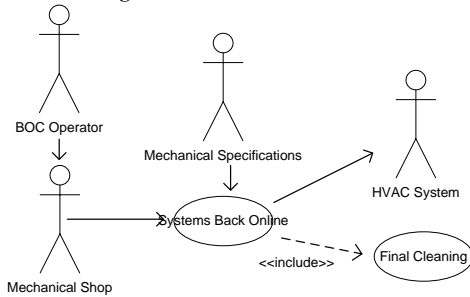 BOC Operator
Mechanical Specifications
HVAC System
Systems Back Online
Final Cleaning
<<include>>
Mechanical Shop